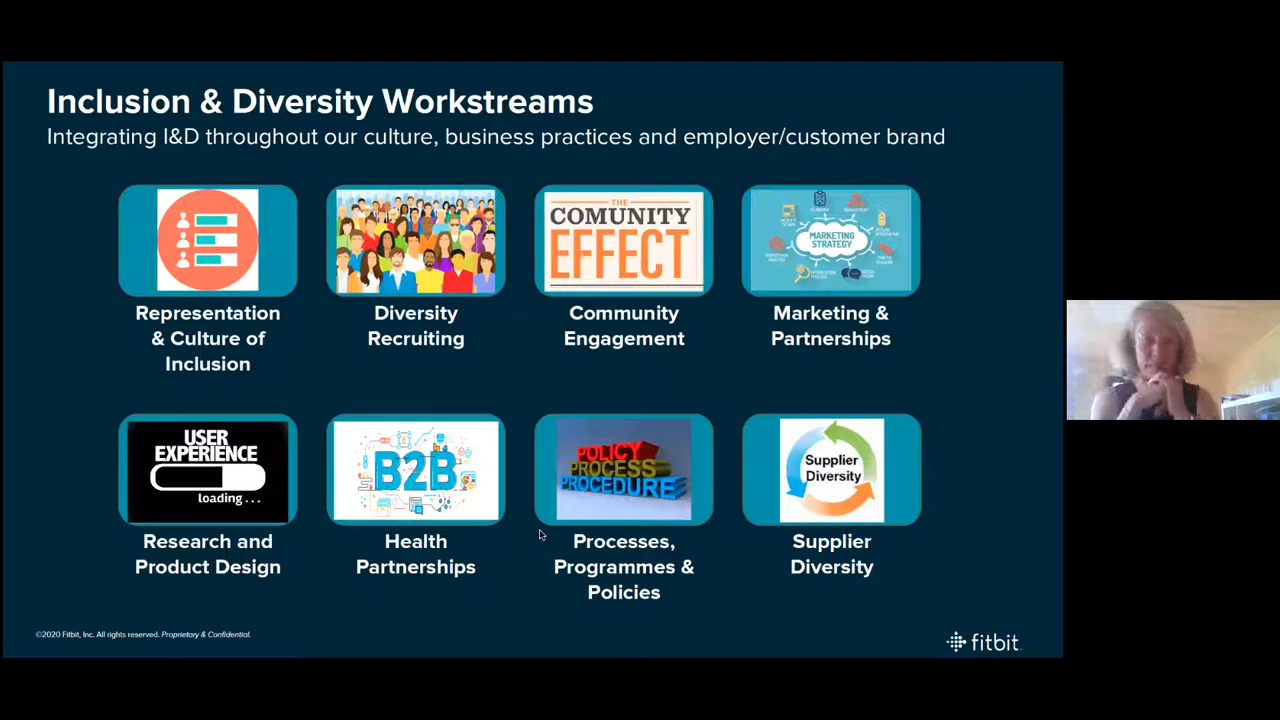 Inclusion & Diversity Workstreams
Integrating I&D throughout our culture, business practices and employer/customer brand
THE
COMUNITY
EFFECT
MARKETING
STRATEGY
Representation
& Culture of
Inclusion
Diversity
Recruiting
Community
Engagement
Marketing &
Partnerships
USER
EXPERIENCE
loading...
B2B
POLICY
PROCESS
PROCEDURE
Supplier
Diversity
Research and
Product Design
Health
Partnerships
Processes,
Programmes &
Policies
Supplier
Diversity
©2020 Fitbit, Inc. All rights reserved. Proprietary & Confidential.
fitbit